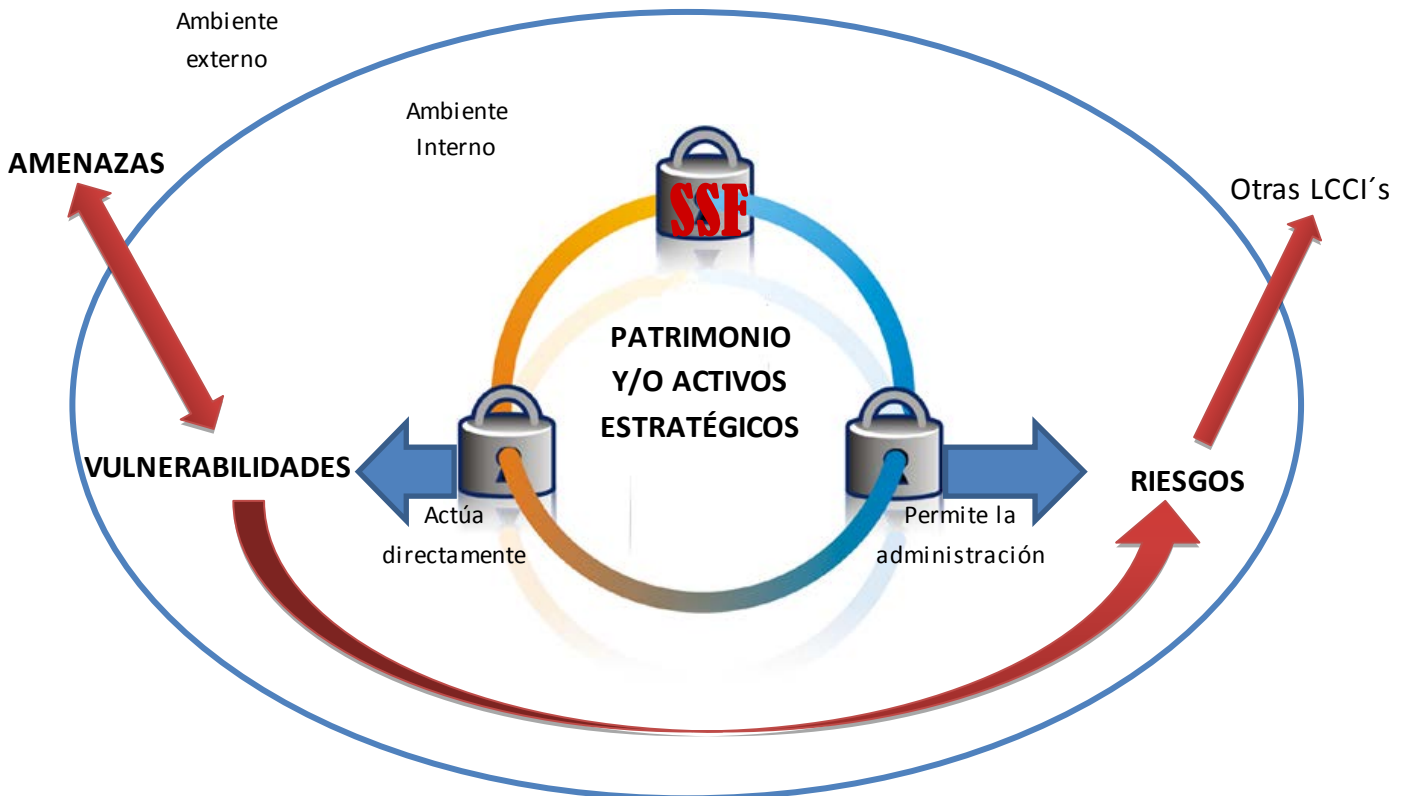 Ambiente
externo
Ambiente
Interno
AMENAZAS
SSF
Otras LCCI´s
PATRIMONIO
Y/O ACTIVOS
ESTRATÉGICOS
VULNERABILIDADES
RIESGOS
Actúa
directamente
Permite la
administración